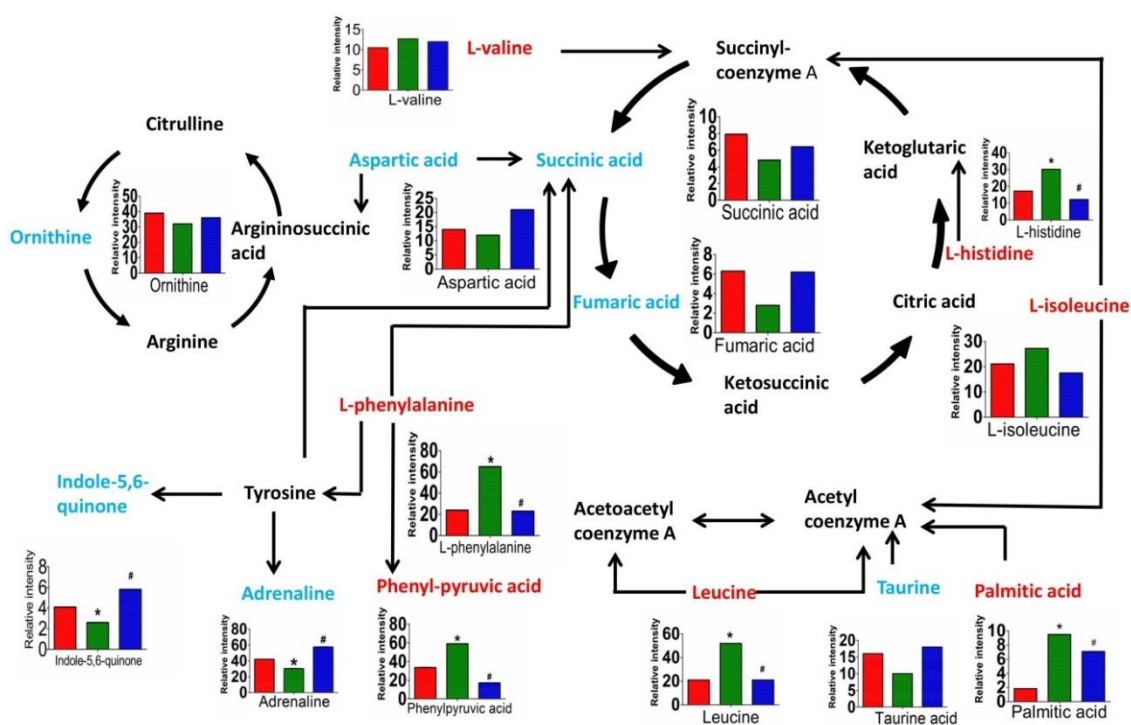 L-valine
Relative intensity
15
10
5
0
L-valine
Succinyl-
coenzyme A
Citrulline
Aspartic acid
Succinic acid
Relative intensity
10
8
6
4
2
0
Succinic acid
Ketoglutaric
acid
Relative intensity
40
30
20
10
0
*
#
L-histidine
L-histidine
Ornithine
Relative intensity
50
40
30
20
10
0
Ornithine
Argininosuccinic
acid
Relative intensity
25
20
15
10
5
0
Aspartic acid
Arginine
Fumaric acid
Relative intensity
8
6
4
2
0
Fumaric acid
Citric acid
L-isoleucine
Relative intensity
30
20
10
0
L-isoleucine
Ketosuccinic
acid
L-phenylalanine
Relative intensity
80
60
40
20
0
*
#
L-phenylalanine
Indole-5,6-
quinone
Tyrosine
Acetoacetyl
coenzyme A
Acetyl
coenzyme A
Relative intensity
8
6
4
2
0
*
#
Indole-5,6-quinone
Adrenaline
Relative intensity
80
60
40
20
0
*
#
Adrenaline
Phenyl-pyruvic acid
Relative intensity
80
60
40
20
0
*
#
Phenylpyruvic acid
Leucine
Relative intensity
60
40
20
0
*
#
Leucine
Taurine
Relative intensity
20
15
10
5
0
Taurine acid
Palmitic acid
Relative intensity
10
8
6
4
2
0
*
#
Palmitic acid